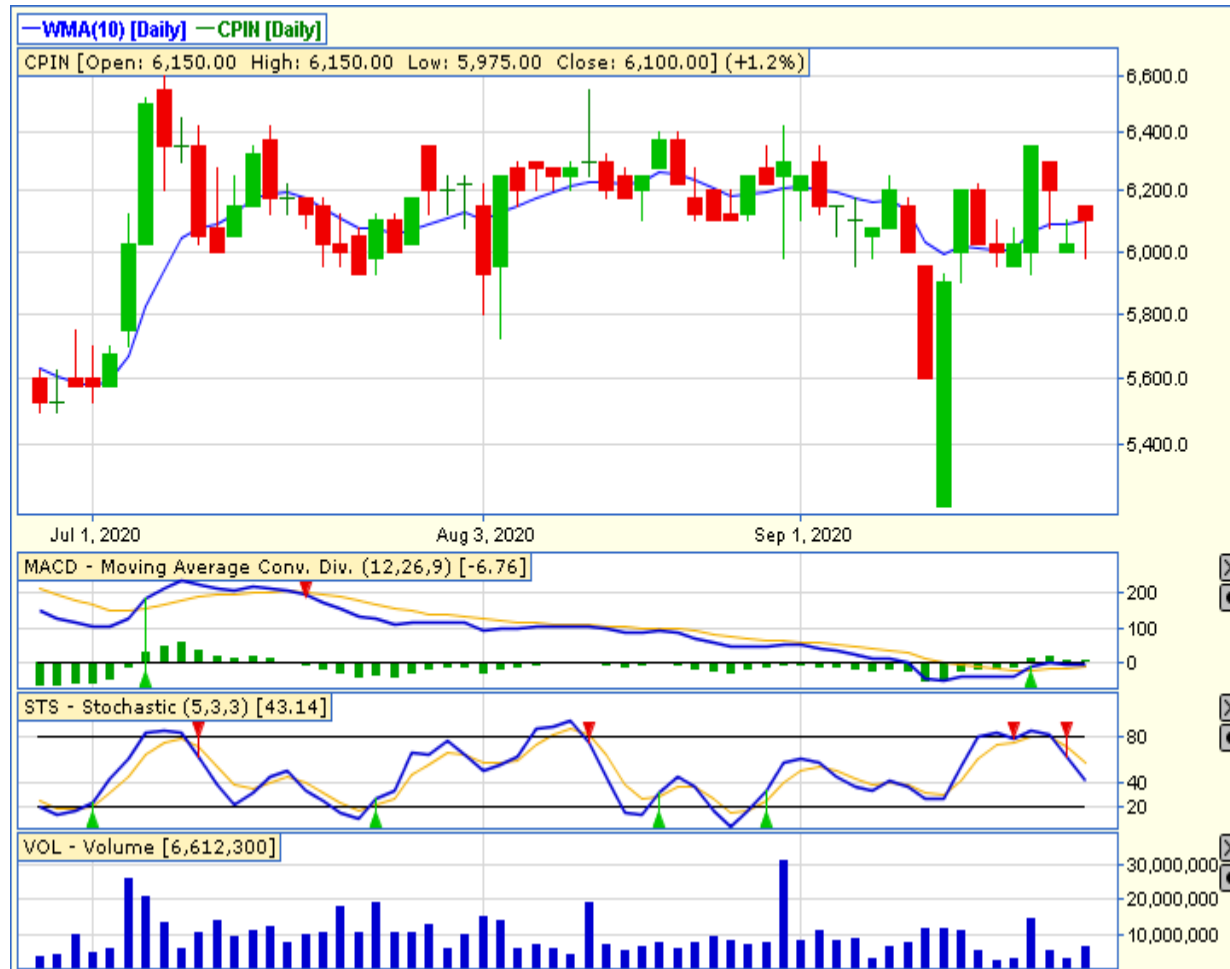 WMA(10) [Daily] CPIN [Daily]
CPIN [Open: 6,150.00 High: 6,150.00 Low: 5,975.00 Close: 6,100.00] (+1.2%)
6,600.0
6,400.0
6,200.0
6,000.0
5,800.0
5,600.0
5,400.0
Jul 1, 2020 Aug 3, 2020 Sep 1, 2020
MACD - Moving Average Conv. Div. (12,26,9) [-6.76]
200
100
0
STS - Stochastic (5,3,3) [43.14]
80
40
20
VOL - Volume [6,612,300]
30,000,000
20,000,000
10,000,000